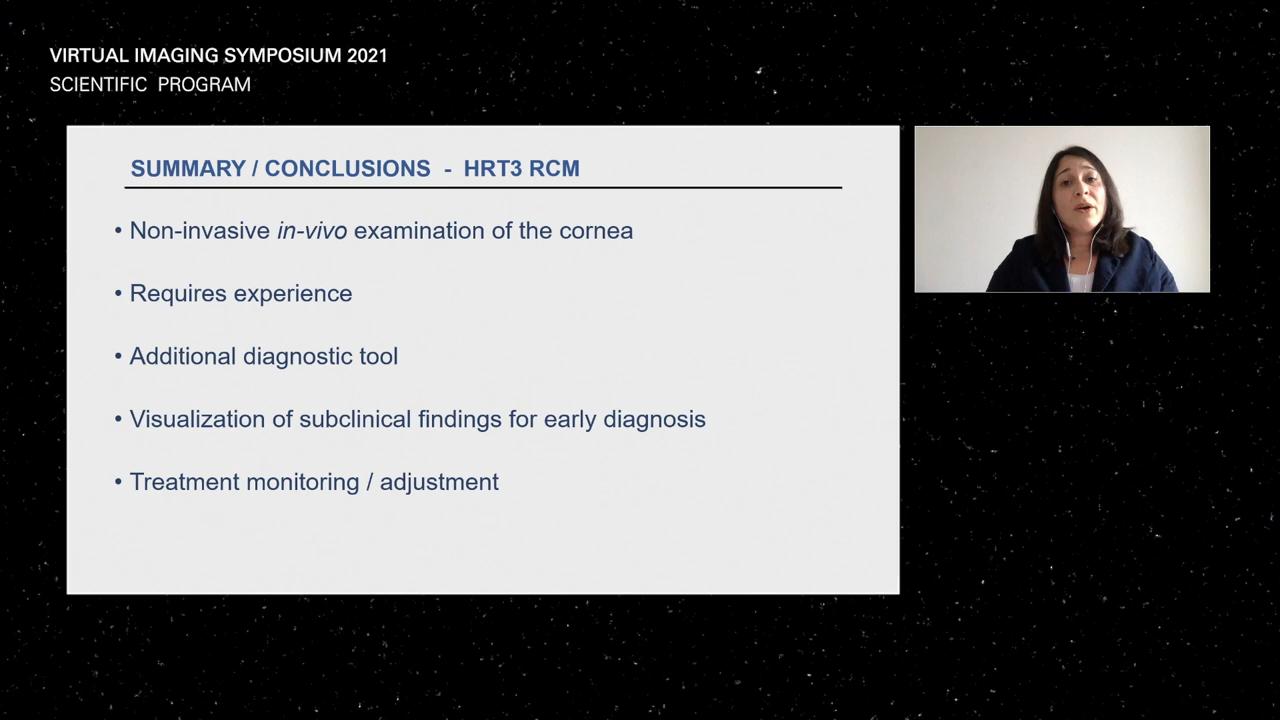 VIRTUAL IMAGING SYMPOSIUM 2021
SCIENTIFIC PROGRAM
SUMMARY / CONCLUSIONS - HRT3 RCM
• Non-invasive in-vivo examination of the cornea
• Requires experience
• Additional diagnostic tool
• Visualization of subclinical findings for early diagnosis
• Treatment monitoring / adjustment